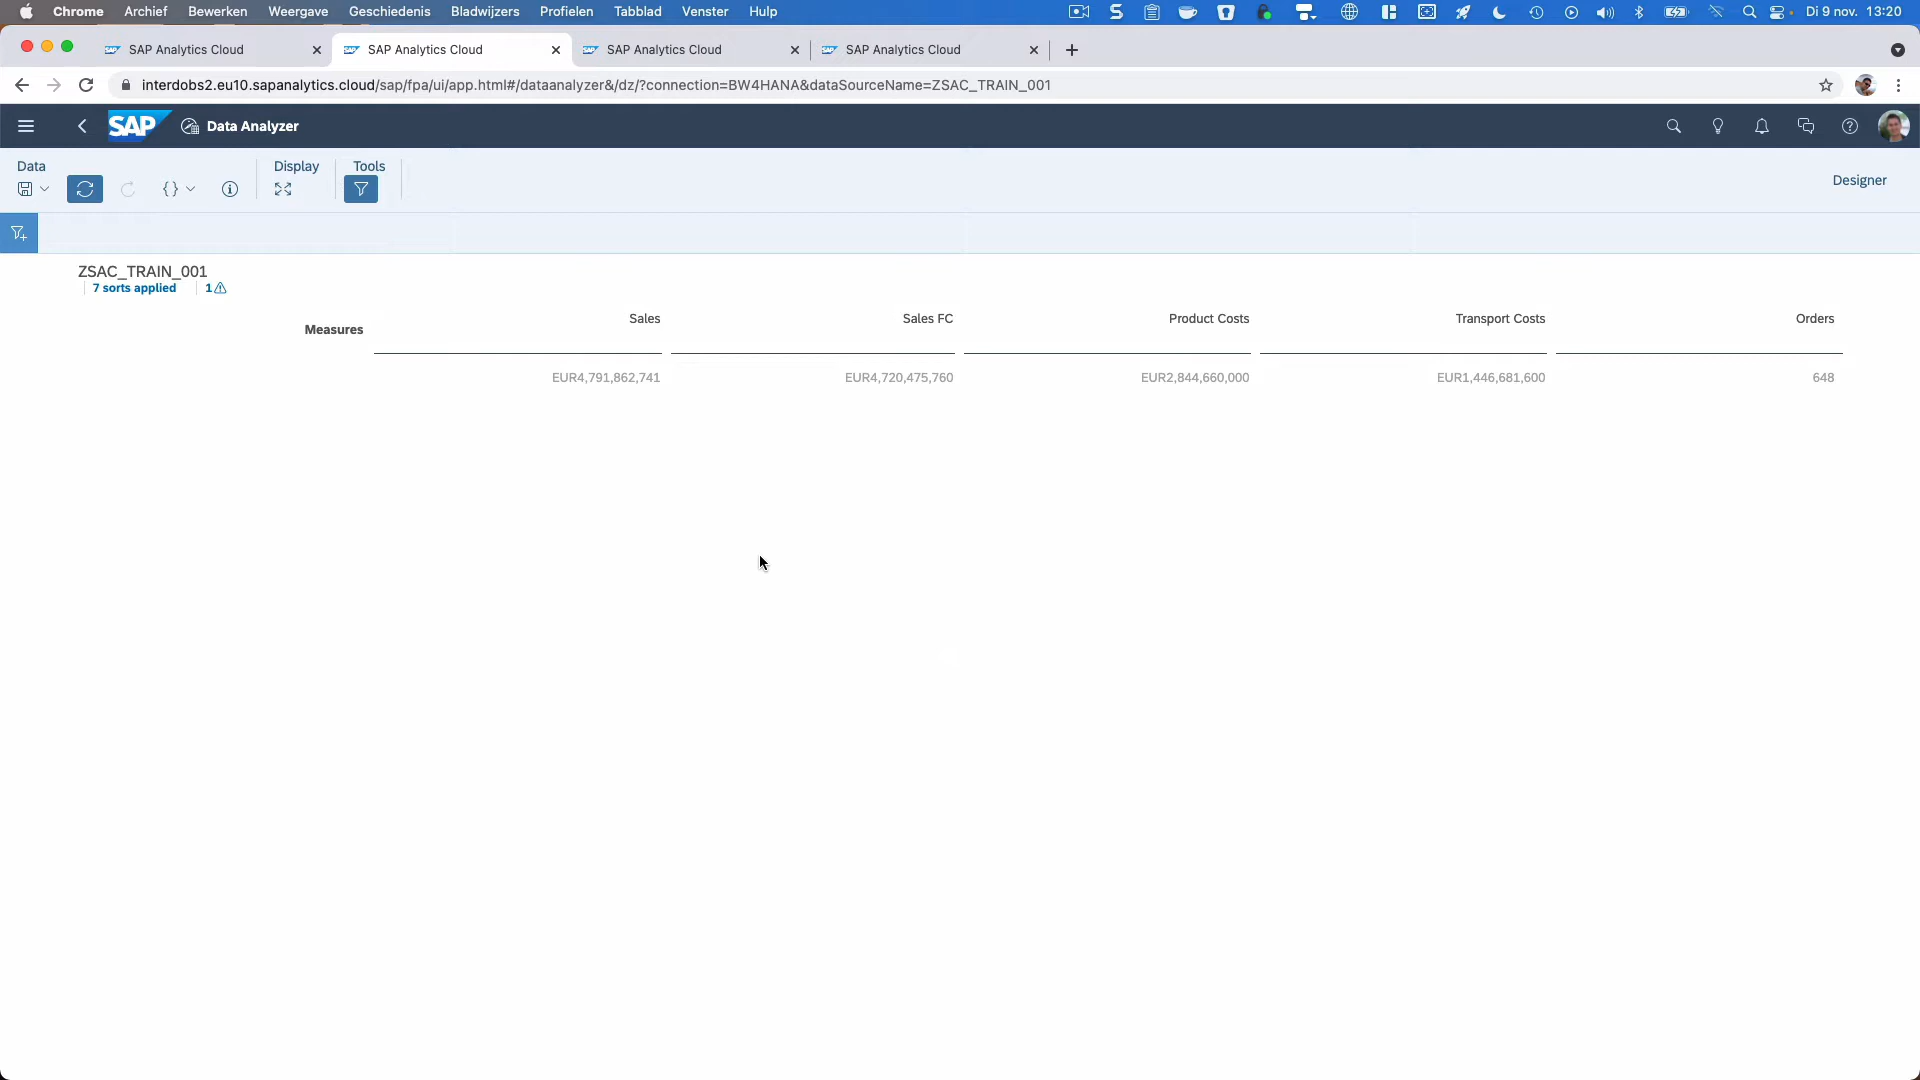 Chrome Archief Bewerken Weergave Geschiedenis Bladwijzers Profielen Tabblad Venster Hulp Di 9 nov. 13:20
SAP Analytics Cloud SAP Analytics Cloud SAP Analytics Cloud SAP Analytics Cloud
interdobs2.eu10.sapanalytics.cloud/sap/fpa/ui/app.html#/dataanalyzer&/dz/?connection=BW4HANA&dataSourceName=ZSAC_TRAIN_001
SAP Data Analyzer
Data Display Tools
Designer
ZSAC_TRAIN_001
7 sorts applied 1
Measures Sales Sales FC Product Costs Transport Costs Orders
EUR4,791,862,741 EUR4,720,475,760 EUR2,844,660,000 EUR1,446,681,600 648